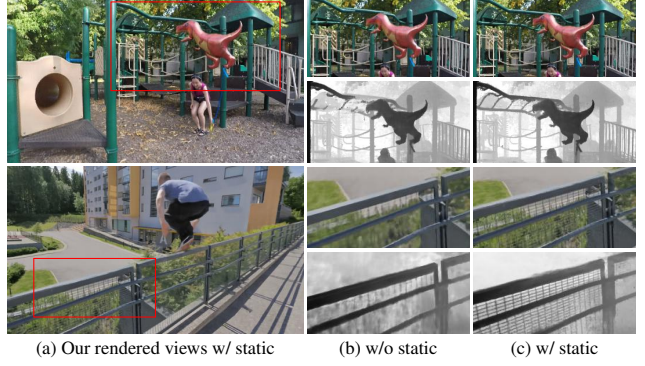 (a) Our rendered views w/ static
(b) w/o static
(c) w/ static